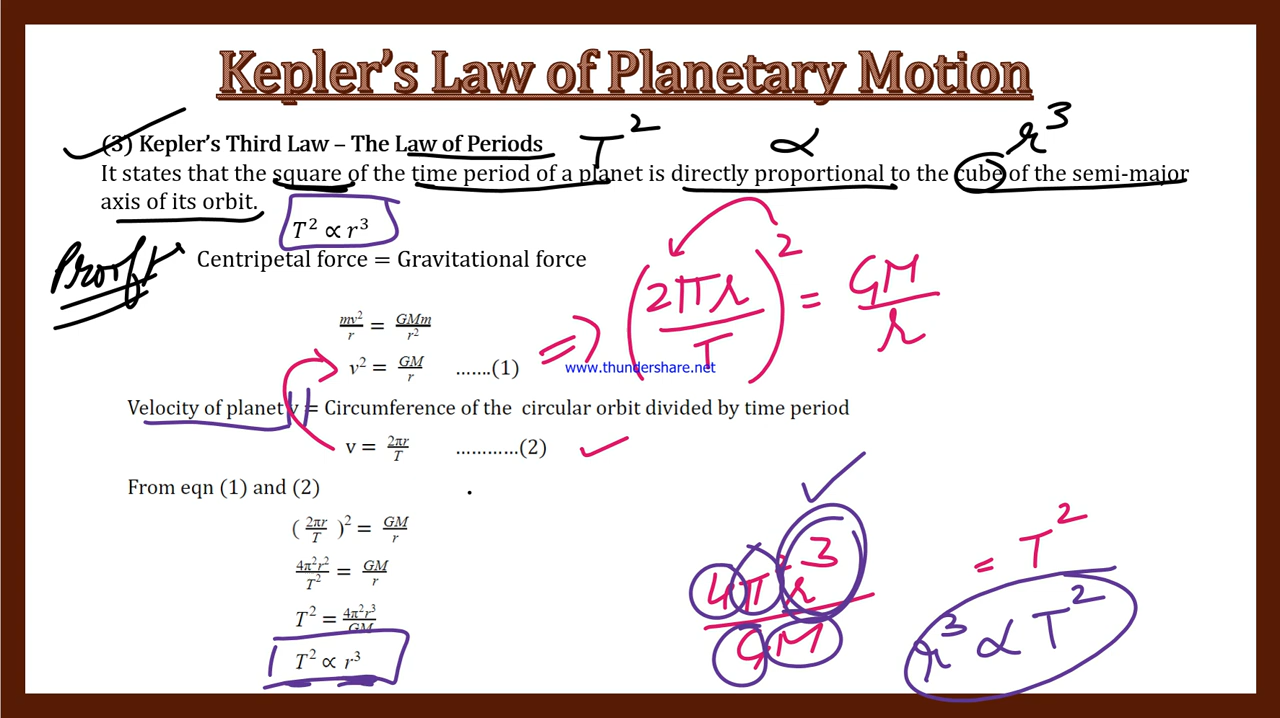 Kepler's Law of Planetary Motion
(3) Kepler's Third Law – The Law of Periods
T² ∝ r³
It states that the square of the time period of a planet is directly proportional to the cube of the semi-major
axis of its orbit.
T² ∝ r³
Proof
Centripetal force = Gravitational force
mv²/r = GMm/r²
v² = GM/r .......(1)
⇒ (2πr/T)² = GM/r
www.thundershare.net
Velocity of planet v = Circumference of the circular orbit divided by time period
v = 2πr/T ............(2)
From eqn (1) and (2)
(2πr/T)² = GM/r
4π²r²/T² = GM/r
T² = 4π²r³/GM
T² ∝ r³
4π²r³/GM = T²
r³ ∝ T²